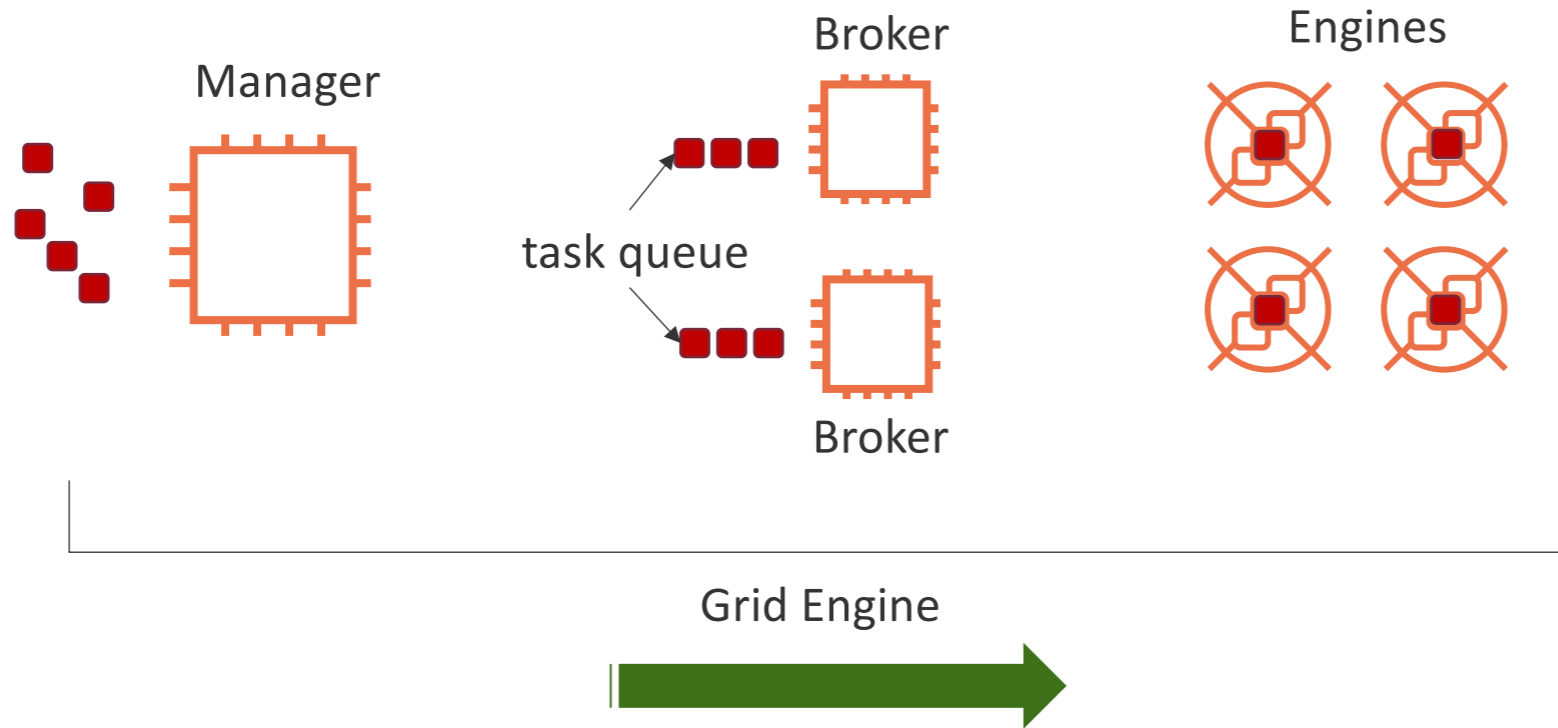 Manager
Broker
Engines
task queue
Broker
Grid Engine